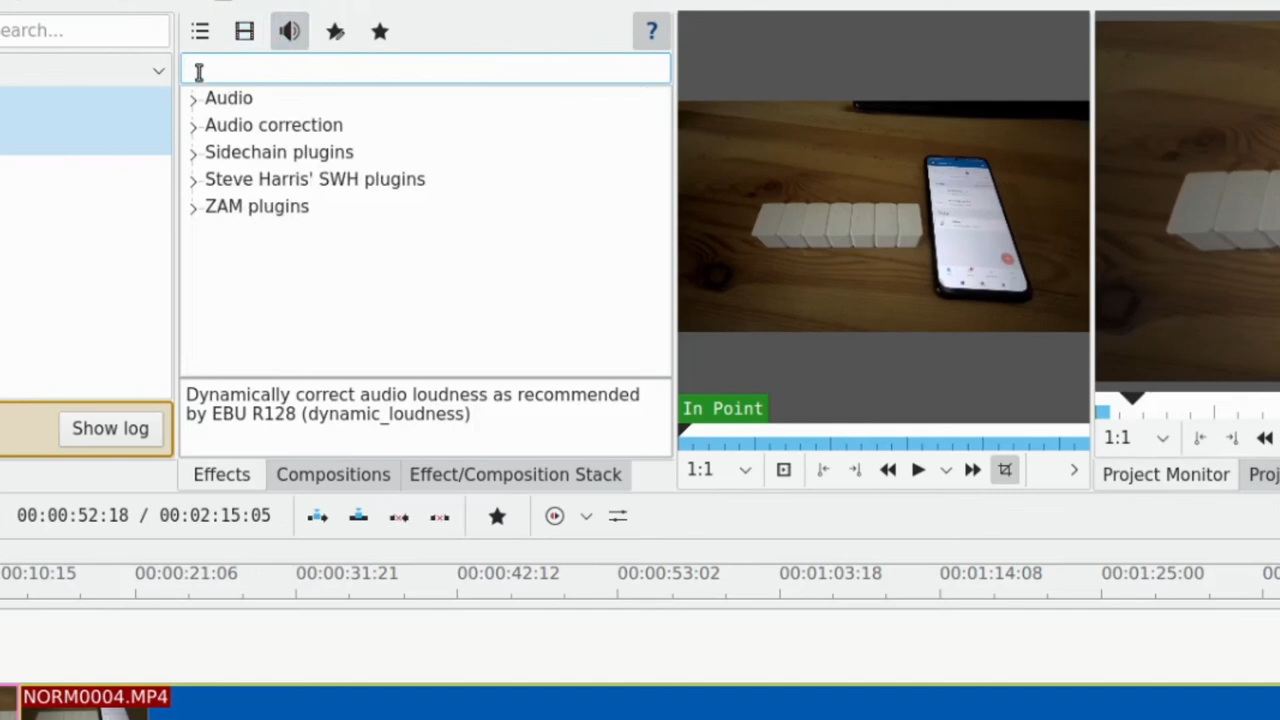 earch...
?
Audio
Audio correction
Sidechain plugins
Steve Harris' SWH plugins
ZAM plugins
Dynamically correct audio loudness as recommended
by EBU R128 (dynamic_loudness)
Show log
Effects
Compositions
Effect/Composition Stack
In Point
1:1
1:1
Project Monitor
Proj
00:00:52:18 / 00:02:15:05
00:00:10:15
00:00:21:06
00:00:31:21
00:00:42:12
00:00:53:02
00:01:03:18
00:01:14:08
00:01:25:00
00
NORM0004.MP4